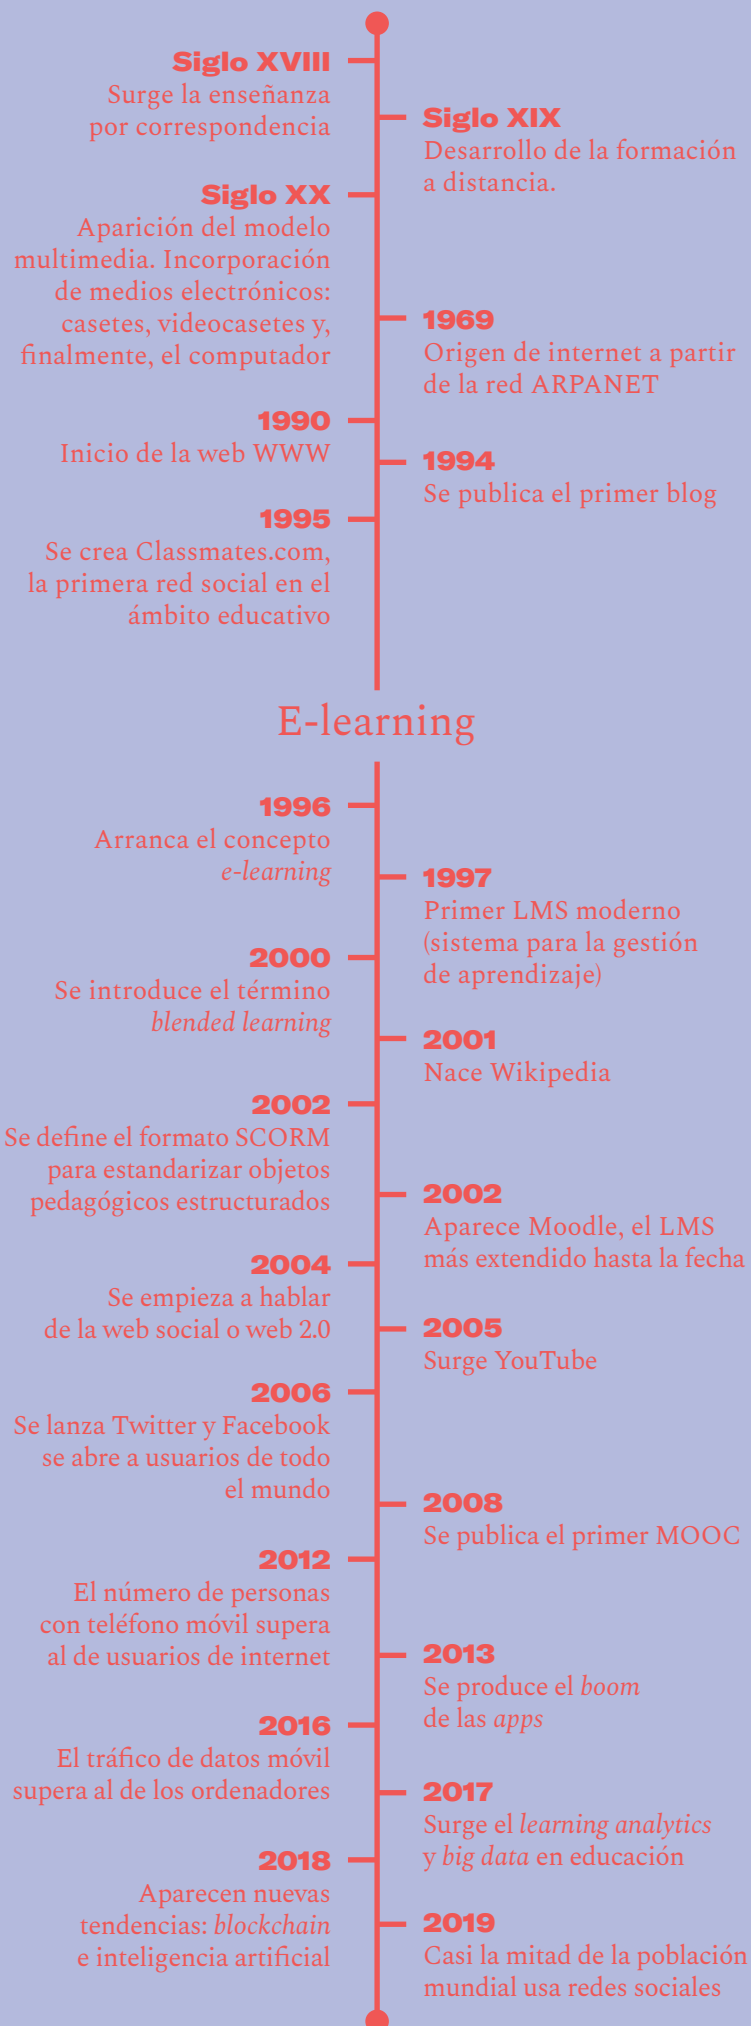 Siglo XVIII
Surge la enseñanza
por correspondencia
Siglo XIX
Desarrollo de la formación
a distancia.
Siglo XX
Aparición del modelo
multimedia. Incorporación
de medios electrónicos:
casetes, videocasetes y,
finalmente, el computador
1969
Origen de internet a partir
de la red ARPANET
1990
Inicio de la web WWW
1994
Se publica el primer blog
1995
Se crea Classmates.com,
la primera red social en el
ámbito educativo
E-learning
1996
Arranca el concepto
e-learning
1997
Primer LMS moderno
(sistema para la gestión
de aprendizaje)
2000
Se introduce el término
blended learning
2001
Nace Wikipedia
2002
Se define el formato SCORM
para estandarizar objetos
pedagógicos estructurados
2002
Aparece Moodle, el LMS
más extendido hasta la fecha
2004
Se empieza a hablar
de la web social o web 2.0
2005
Surge YouTube
2006
Se lanza Twitter y Facebook
se abre a usuarios de todo
el mundo
2008
Se publica el primer MOOC
2012
El número de personas
con teléfono móvil supera
al de usuarios de internet
2013
Se produce el boom
de las apps
2016
El tráfico de datos móvil
supera al de los ordenadores
2017
Surge el learning analytics
y big data en educación
2018
Aparecen nuevas
tendencias: blockchain
e inteligencia artificial
2019
Casi la mitad de la población
mundial usa redes sociales